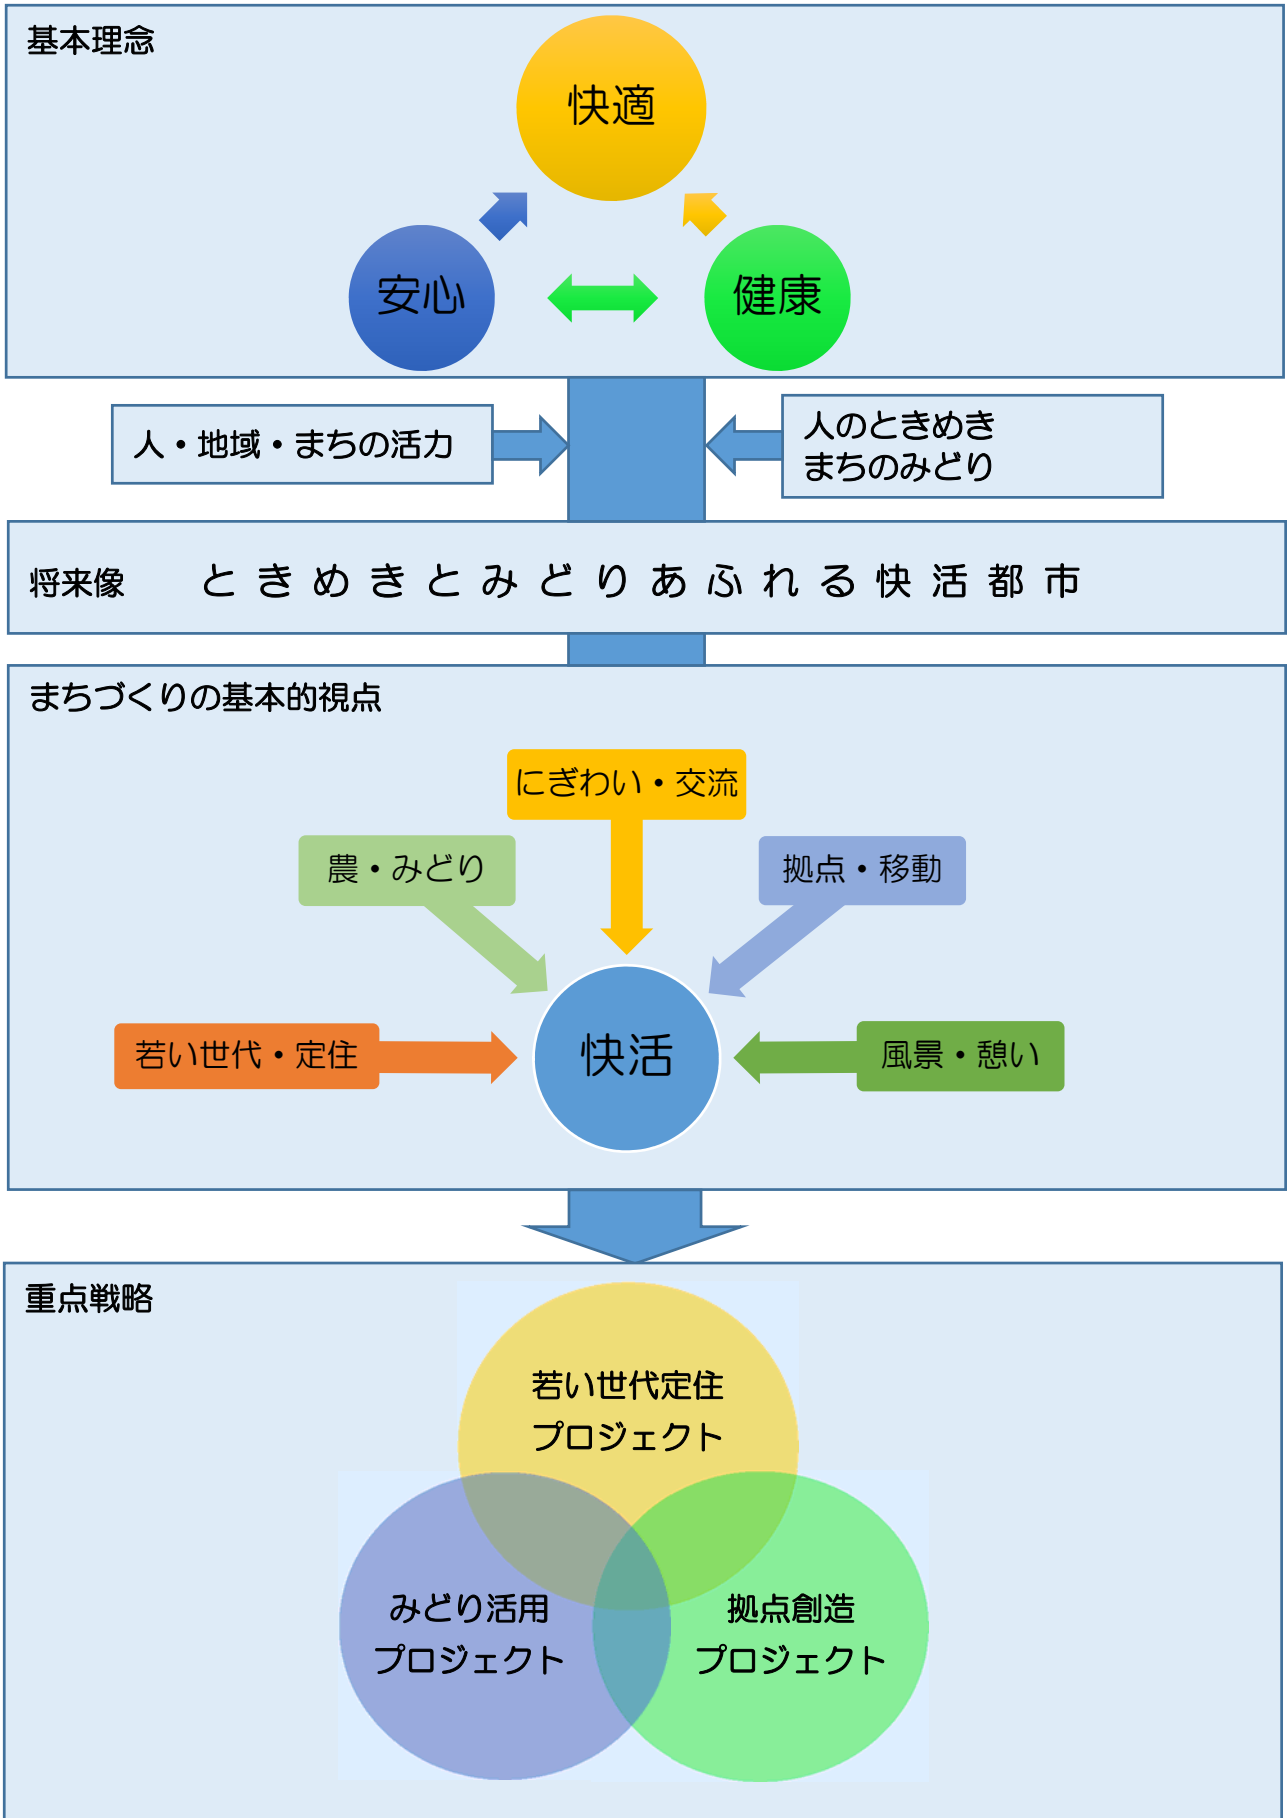 基本理念
快適
安心
健康
人・地域・まちの活力
人のときめき
まちのみどり
将来像 ときめきとみどりあふれる快活都市
まちづくりの基本的視点
にぎわい・交流
農・みどり
拠点・移動
若い世代・定住
快活
風景・憩い
重点戦略
若い世代定住
プロジェクト
みどり活用
プロジェクト
拠点創造
プロジェクト